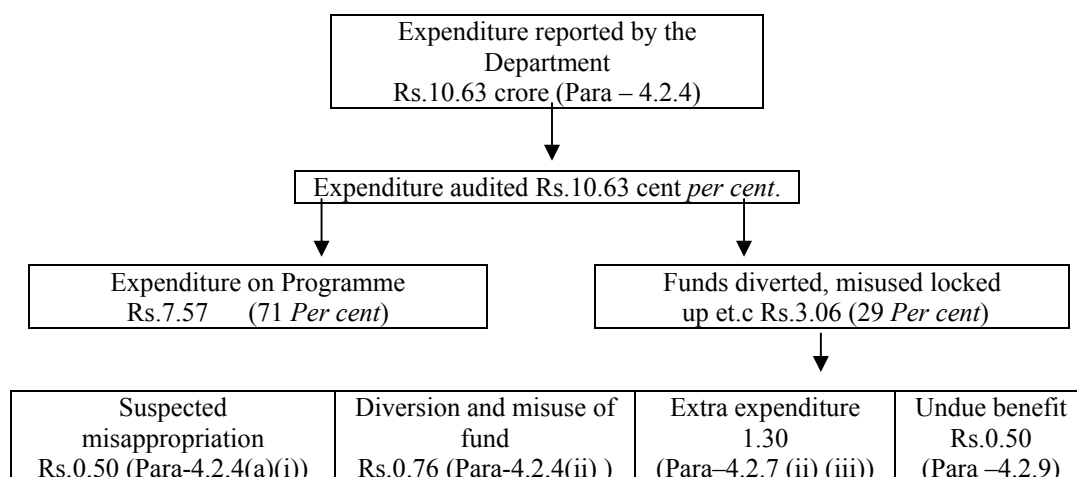 Expenditure reported by the
Department
Rs.10.63 crore (Para – 4.2.4)
Expenditure audited Rs.10.63 cent per cent.
Expenditure on Programme
Rs.7.57 (71 Per cent)
Funds diverted, misused locked
up et.c Rs.3.06 (29 Per cent)
Suspected
misappropriation
Rs.0.50 (Para-4.2.4(a)(i))
Diversion and misuse of
fund
Rs.0.76 (Para-4.2.4(ii) )
Extra expenditure
1.30
(Para–4.2.7 (ii) (iii))
Undue benefit
Rs.0.50
(Para –4.2.9)